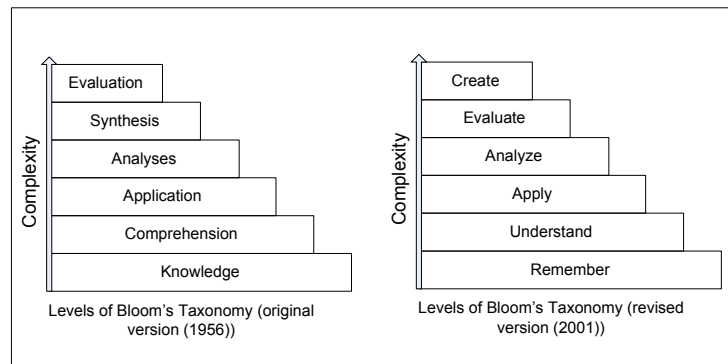 Complexity
Evaluation
Synthesis
Analyses
Application
Comprehension
Knowledge
Levels of Bloom's Taxonomy (original
version (1956))
Complexity
Create
Evaluate
Analyze
Apply
Understand
Remember
Levels of Bloom's Taxonomy (revised
version (2001))